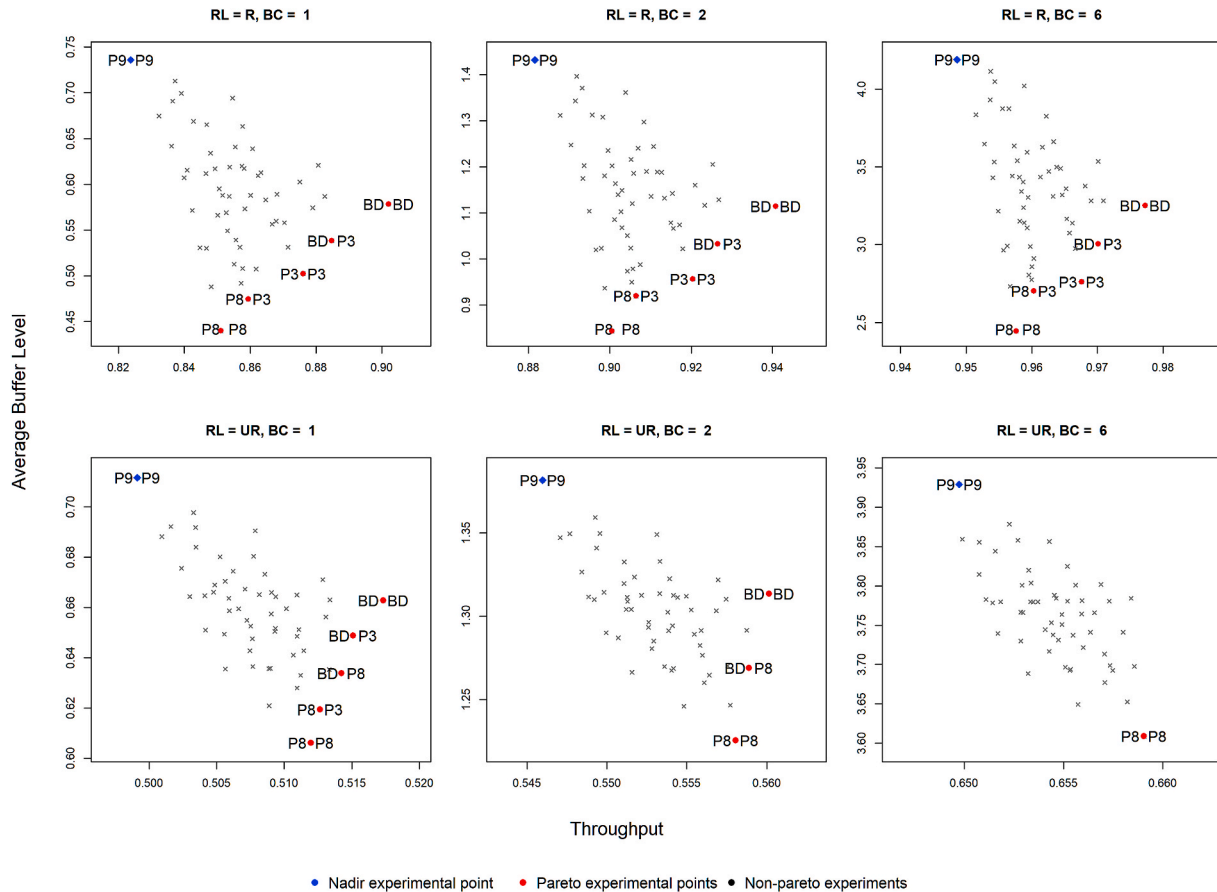 RL = R, BC = 1
RL = R, BC = 2
RL = R, BC = 6
0.75
0.70
0.65
0.60
0.55
0.50
0.45
P9 P9
BD BD
BD P3
P3 P3
P8 P3
P8 P8
0.82 0.84 0.86 0.88 0.90
1.4
1.3
1.2
1.1
1.0
0.9
P9 P9
BD BD
BD P3
P3 P3
P8 P3
P8 P8
0.88 0.90 0.92 0.94
4.0
3.5
3.0
2.5
P9 P9
BD BD
BD P3
P3 P3
P8 P3
P8 P8
0.94 0.95 0.96 0.97 0.98
Average Buffer Level
RL = UR, BC = 1
RL = UR, BC = 2
RL = UR, BC = 6
0.70
0.68
0.66
0.64
0.62
0.60
P9 P9
BD BD
BD P3
BD P8
P8 P3
P8 P8
0.500 0.505 0.510 0.515 0.520
1.35
1.30
1.25
P9 P9
BD BD
BD P8
P8 P8
0.545 0.550 0.555 0.560
3.95
3.90
3.85
3.80
3.75
3.70
3.65
3.60
P9 P9
P8 P8
0.650 0.655 0.660
Throughput
Nadir experimental point Pareto experimental points Non-pareto experiments